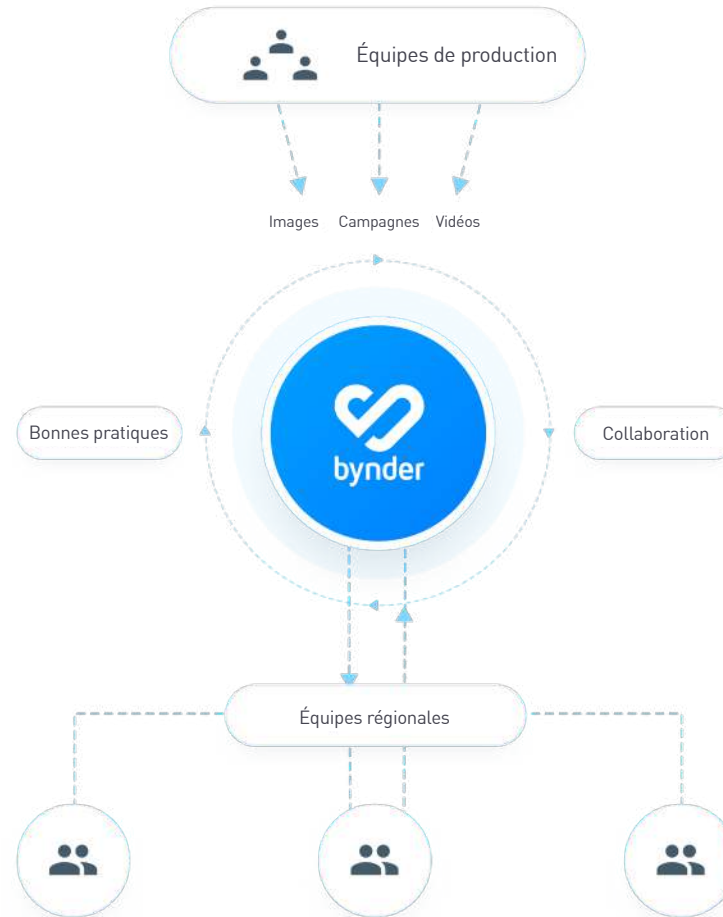 Équipes de production
Images Campagnes Vidéos
Bonnes pratiques
bynder
Collaboration
Équipes régionales